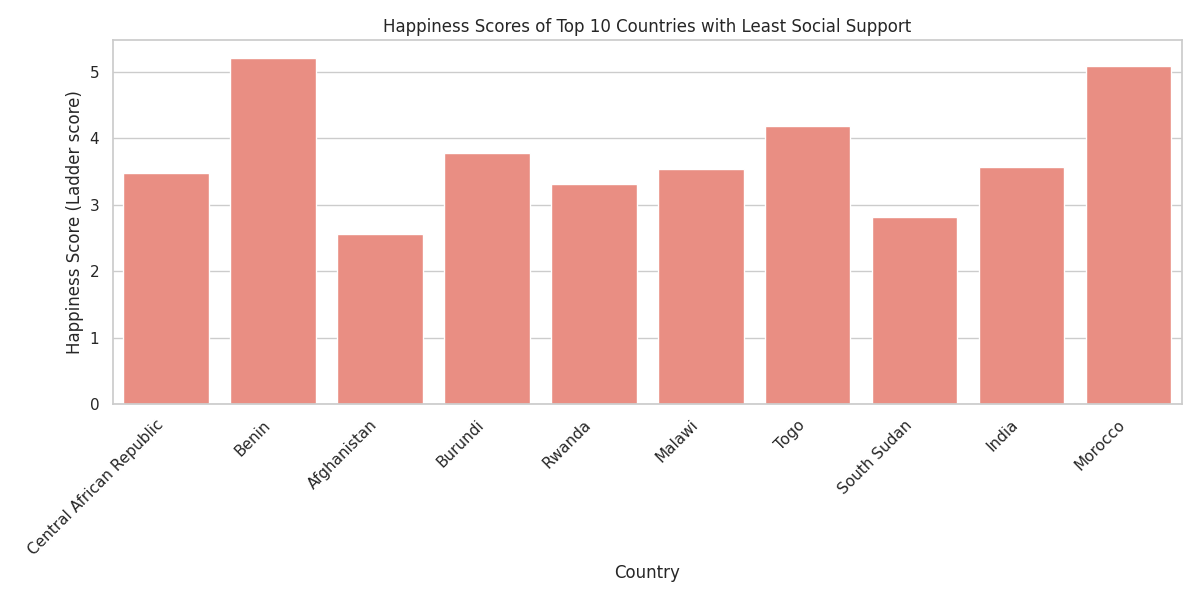 Happiness Scores of Top 10 Countries with Least Social Support
Happiness Score (Ladder score)
5
4
3
2
1
0
Central African Republic
Benin
Afghanistan
Burundi
Rwanda
Malawi
Togo
South Sudan
India
Morocco
Country